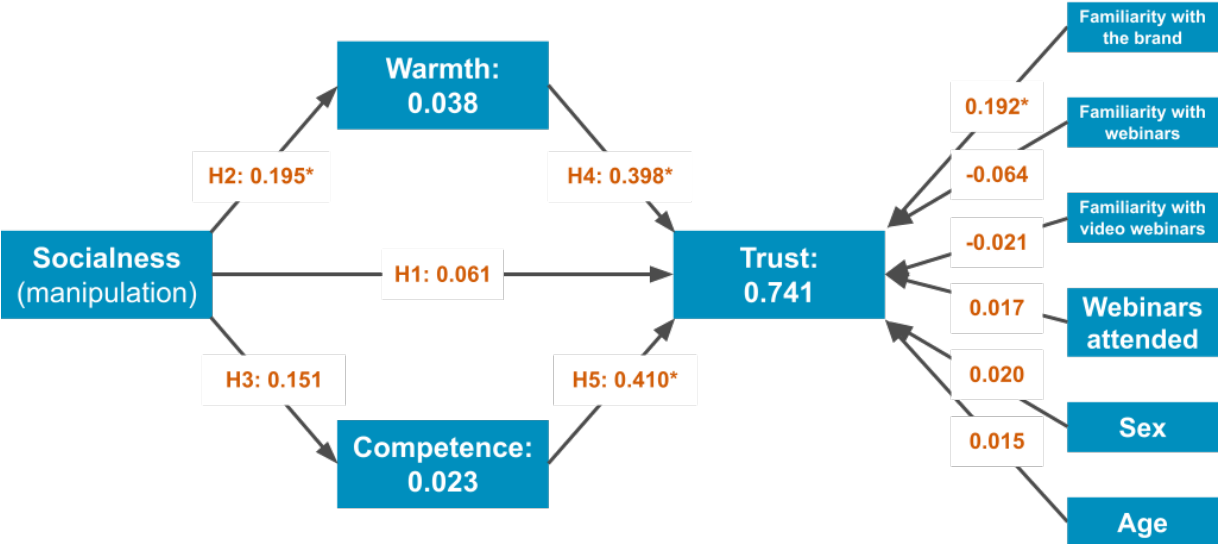 Familiarity with
the brand
Warmth:
0.038
0.192*
Familiarity with
webinars
H2: 0.195*
H4: 0.398*
-0.064
Familiarity with
video webinars
Socialness
(manipulation)
H1: 0.061
Trust:
0.741
-0.021
0.017
Webinars
attended
H3: 0.151
H5: 0.410*
0.020
Competence:
0.023
Sex
0.015
Age